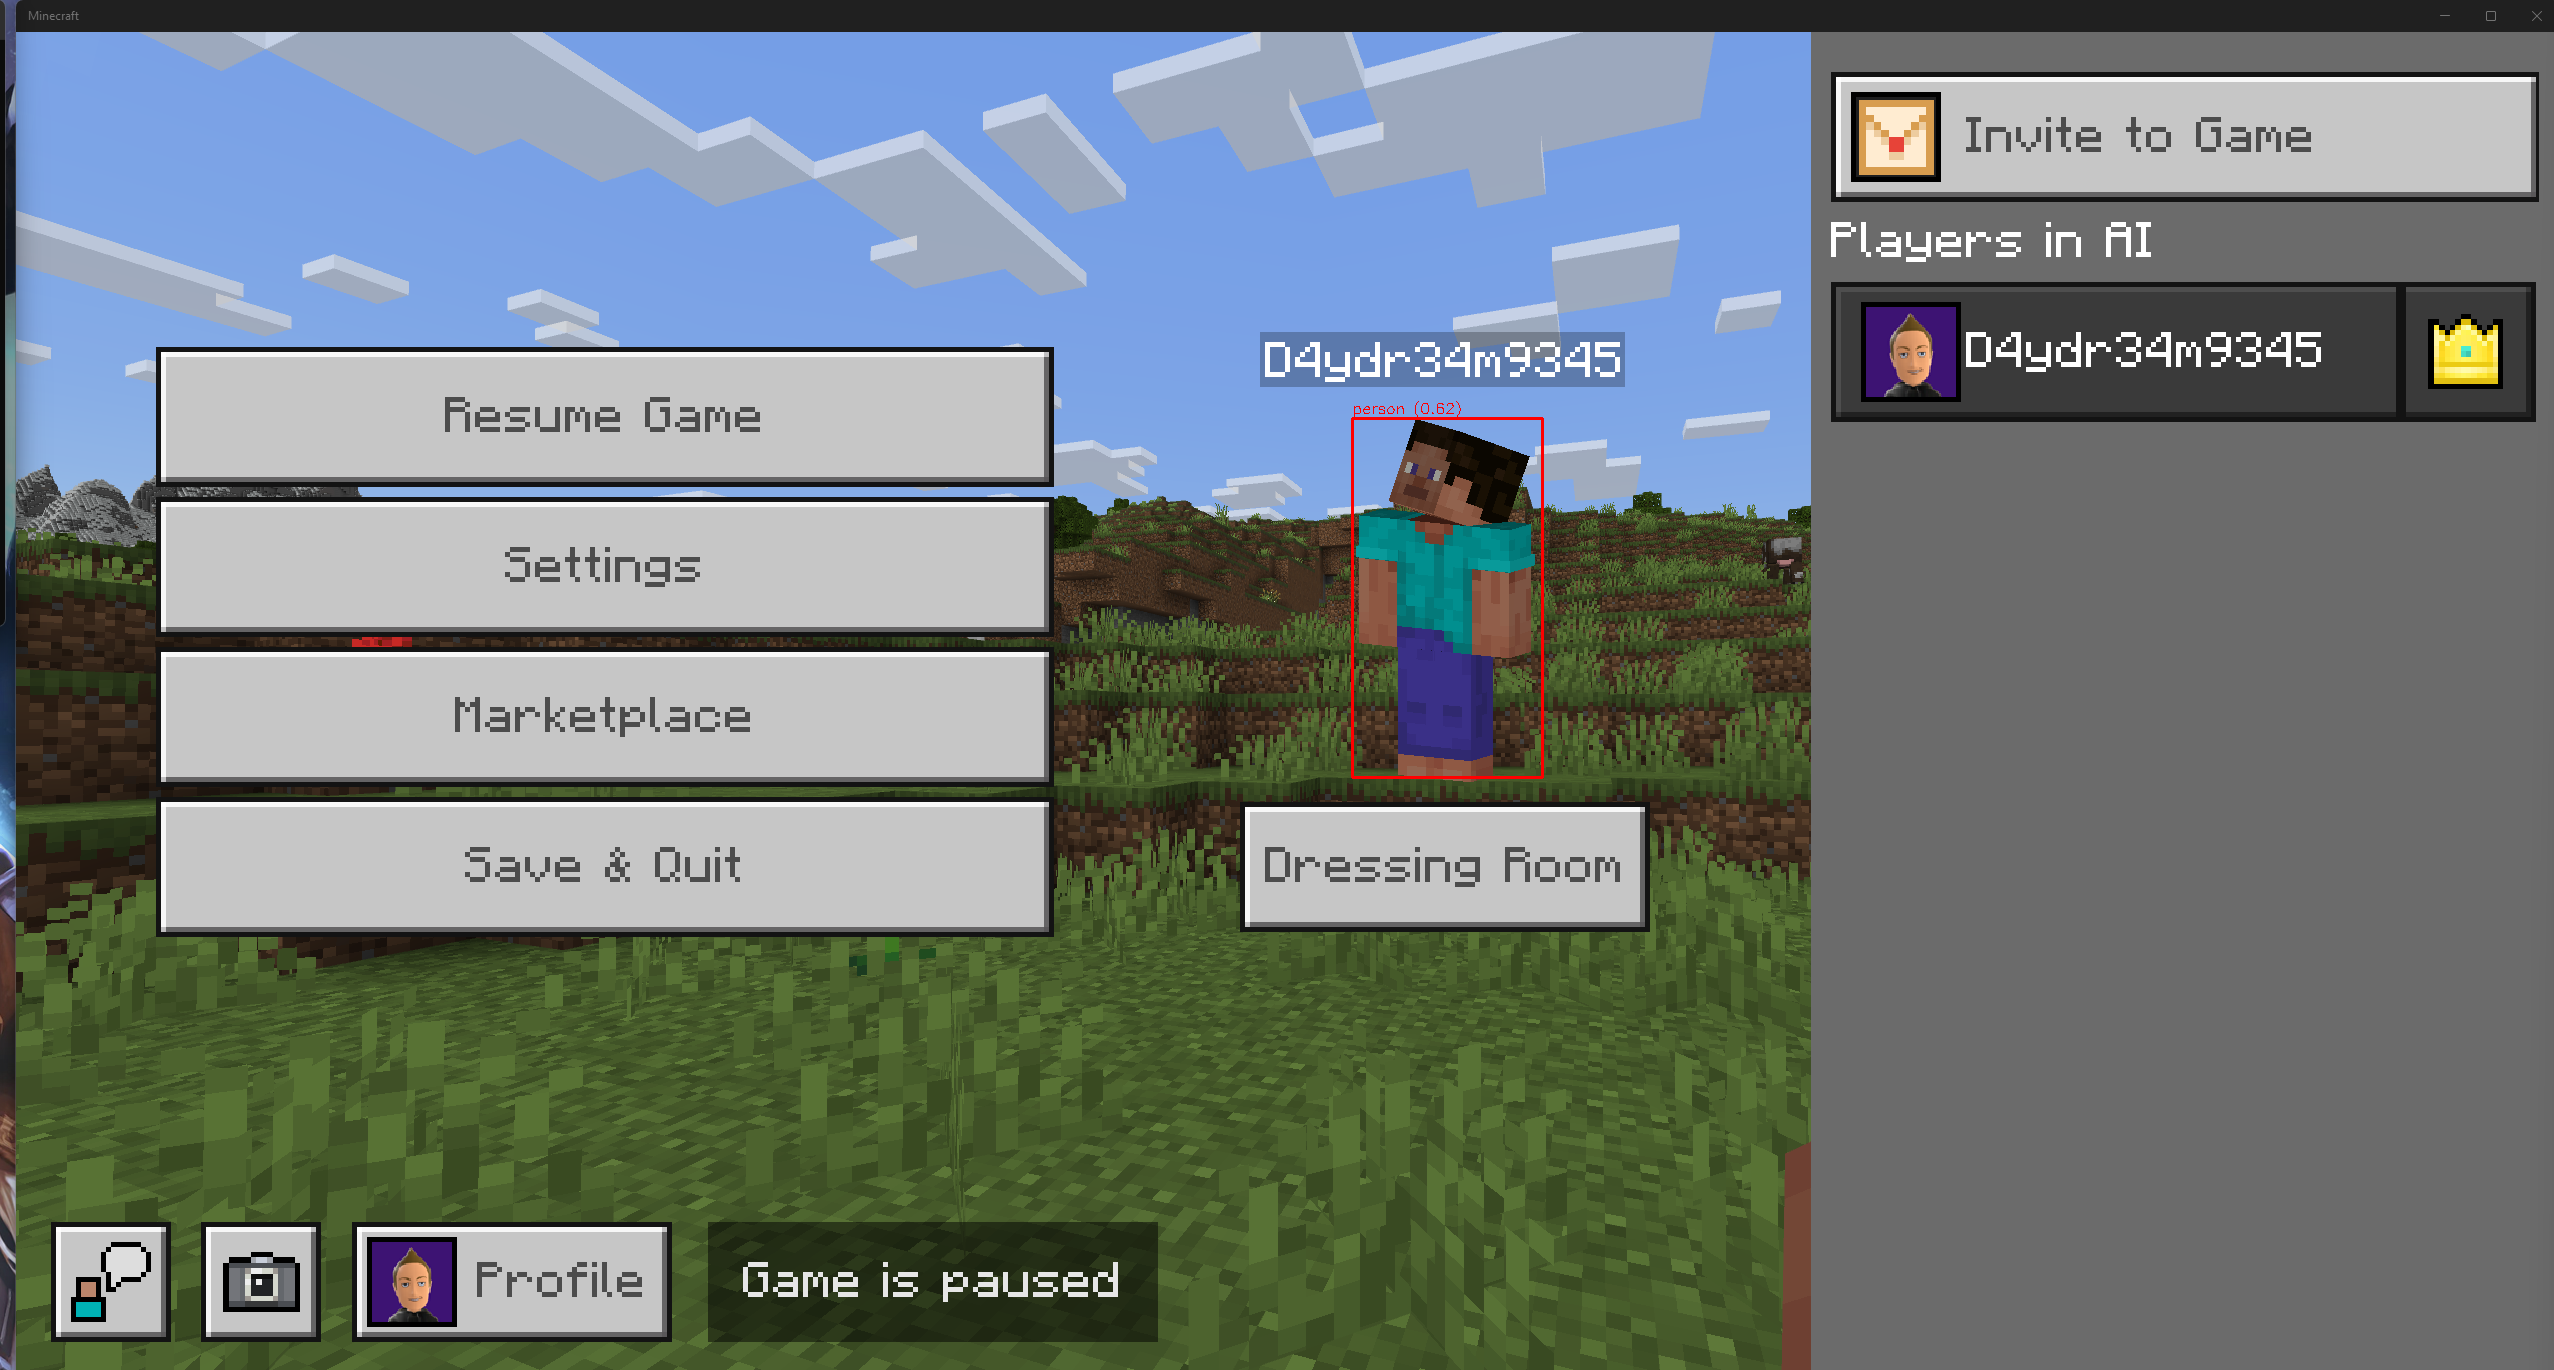 Minecraft
Invite to Game
Players in AI
D4ydr34m9345
D4ydr34m9345
person (0.62)
Resume Game
Settings
Marketplace
Save & Quit
Dressing Room
Profile
Game is paused